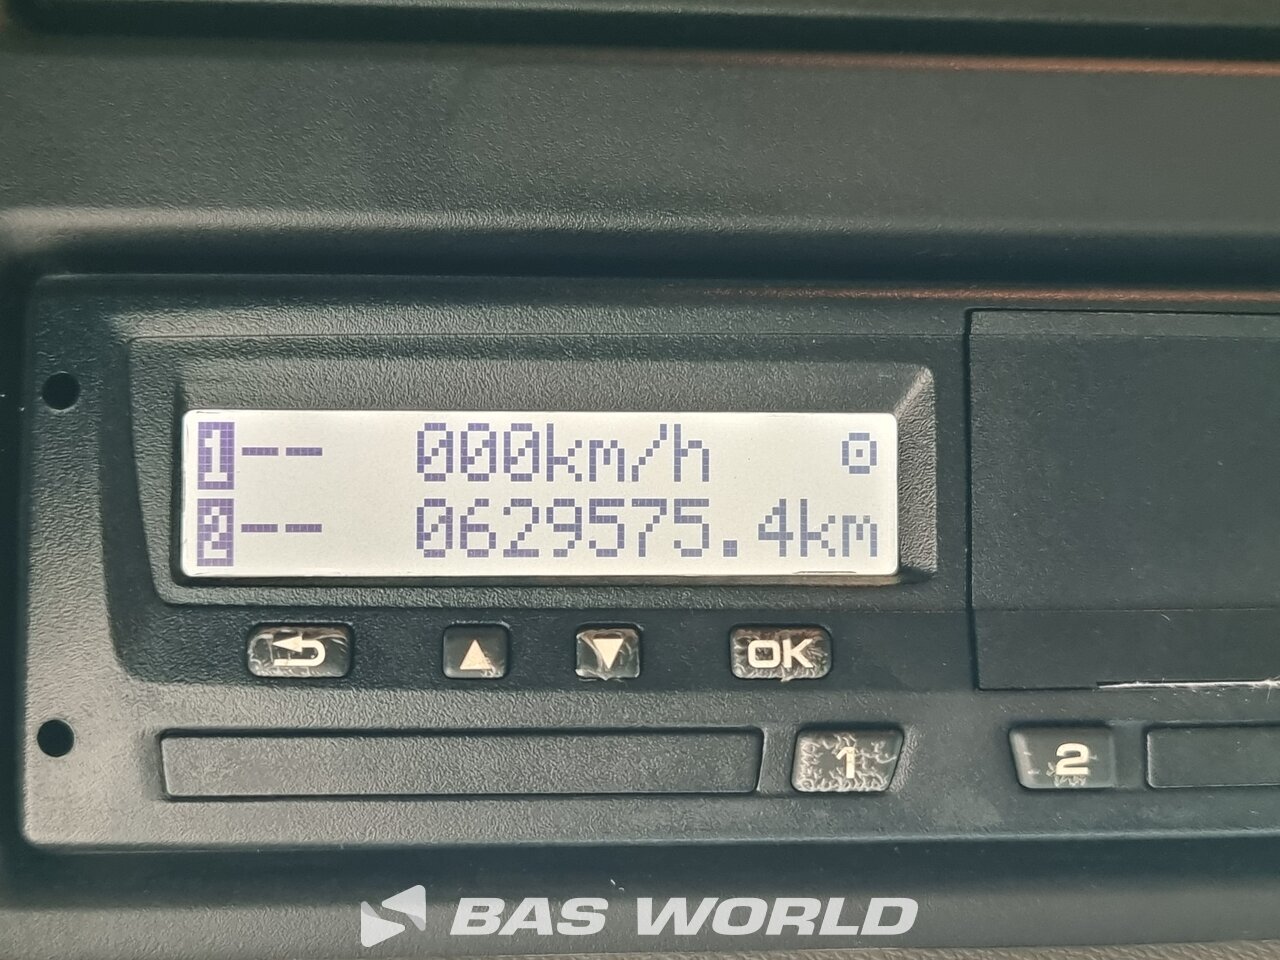 1-- 000km/h
2-- 0629575.4km
OK
1 2
BAS WORLD